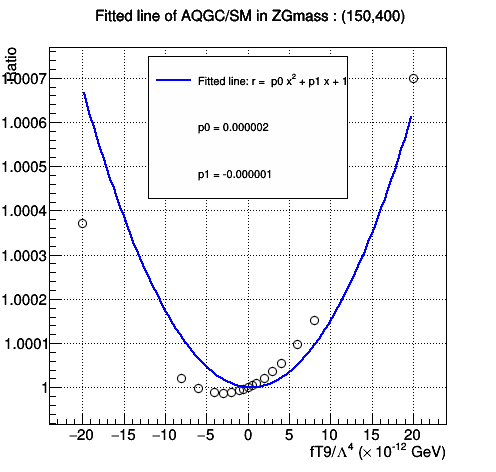 Fitted line of AQGC/SM in ZGmass : (150,400)
Ratio
Fitted line: r = p0 x² + p1 x + 1
p0 = 0.000002
p1 = -0.000001
1.0007
1.0006
1.0005
1.0004
1.0003
1.0002
1.0001
1
−20 −15 −10 −5 0 5 10 15 20
fT9/Λ⁴ (× 10⁻¹² GeV)